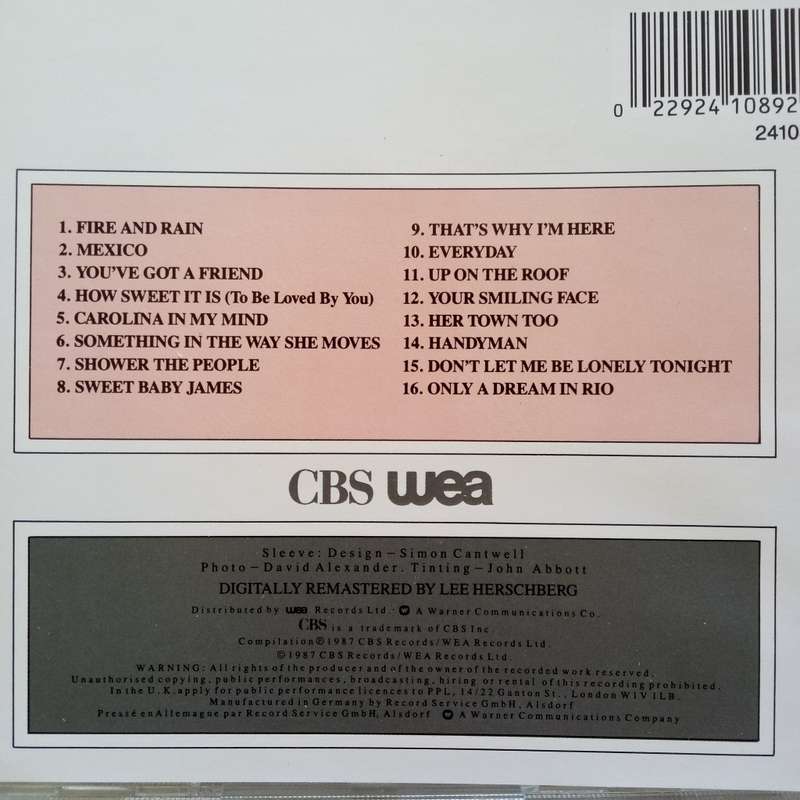 0 22924 10892
2410
1. FIRE AND RAIN
2. MEXICO
3. YOU'VE GOT A FRIEND
4. HOW SWEET IT IS (To Be Loved By You)
5. CAROLINA IN MY MIND
6. SOMETHING IN THE WAY SHE MOVES
7. SHOWER THE PEOPLE
8. SWEET BABY JAMES
9. THAT'S WHY I'M HERE
10. EVERYDAY
11. UP ON THE ROOF
12. YOUR SMILING FACE
13. HER TOWN TOO
14. HANDYMAN
15. DON'T LET ME BE LONELY TONIGHT
16. ONLY A DREAM IN RIO
CBS wea
Sleeve: Design – Simon Cantwell
Photo – David Alexander. Tinting – John Abbott
DIGITALLY REMASTERED BY LEE HERSCHBERG
Distributed by wea Records Ltd. A Warner Communications Co.
CBS is a trademark of CBS Inc.
Compilation ℗ 1987 CBS Records/WEA Records Ltd.
© 1987 CBS Records/WEA Records Ltd.
WARNING: All rights of the producer and of the owner of the recorded work reserved.
Unauthorised copying, public performances, broadcasting, hiring or rental of this recording prohibited.
In the U.K. apply for public performance licences to PPL, 14/22 Ganton St., London W1V 1LB.
Manufactured in Germany by Record Service GmbH, Alsdorf
Pressé en Allemagne par Record Service GmbH, Alsdorf A Warner Communications Company